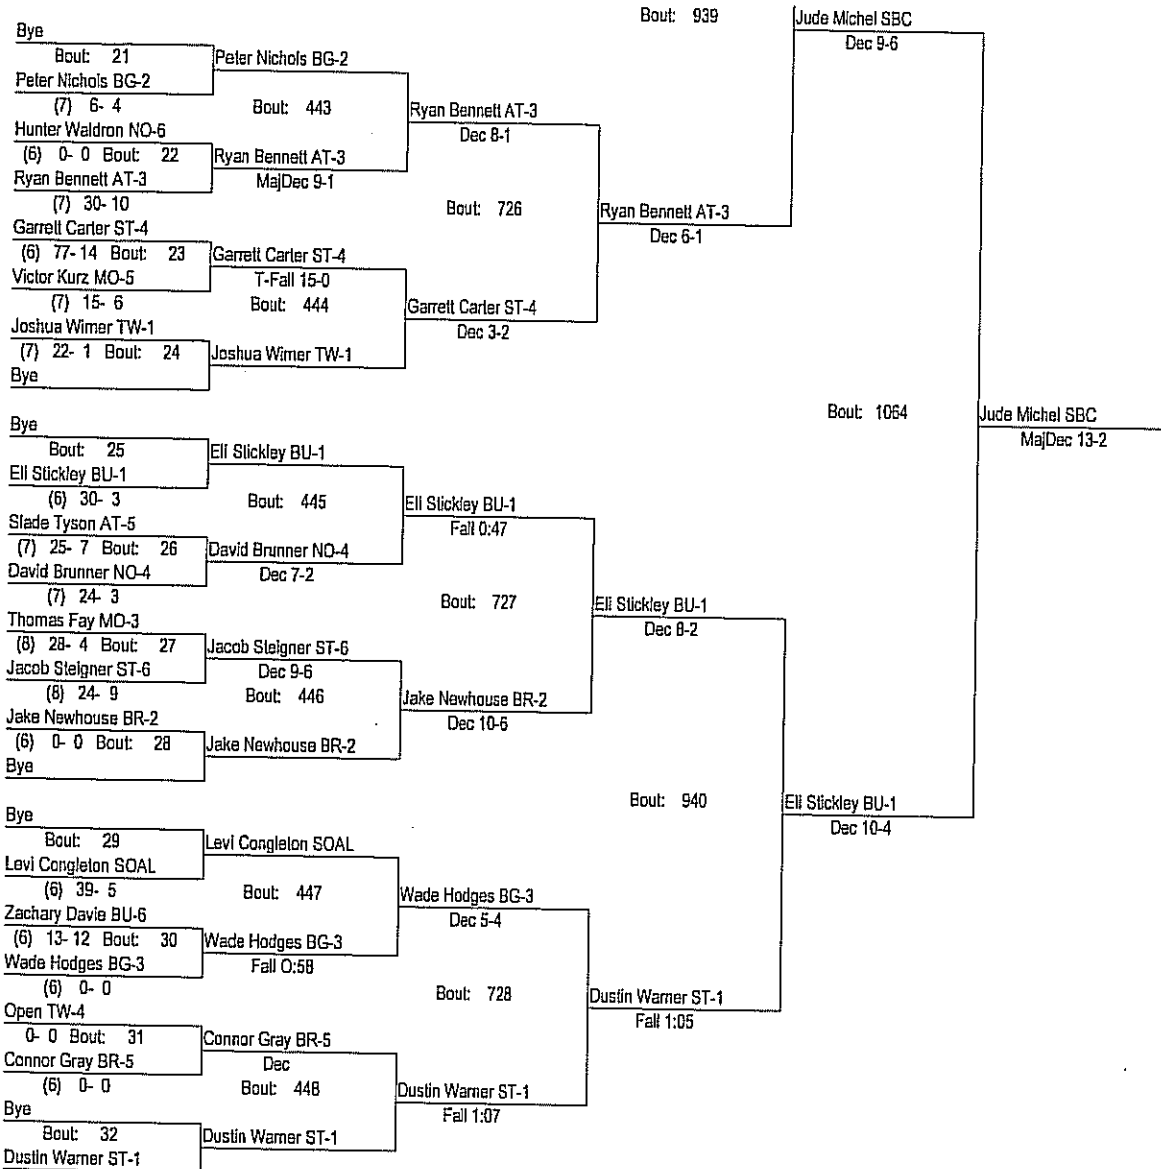 Bout: 939
Jude Michel SBC
Dec 9-6
Bye
Bout: 21
Peter Nichols BG-2
Peter Nichols BG-2
(7) 6- 4
Bout: 443
Ryan Bennett AT-3
Dec 8-1
Hunter Waldron NO-6
(6) 0- 0 Bout: 22
Ryan Bennett AT-3
MajDec 9-1
Ryan Bennett AT-3
(7) 30- 10
Bout: 726
Ryan Bennett AT-3
Dec 6-1
Garrett Carter ST-4
(6) 77- 14 Bout: 23
Garrett Carter ST-4
T-Fall 15-0
Victor Kurz MO-5
(7) 15- 6
Bout: 444
Garrett Carter ST-4
Dec 3-2
Joshua Wimer TW-1
(7) 22- 1 Bout: 24
Joshua Wimer TW-1
Bye
Bout: 1064
Jude Michel SBC
MajDec 13-2
Bye
Bout: 25
Eli Stickley BU-1
Eli Stickley BU-1
(6) 30- 3
Bout: 445
Eli Stickley BU-1
Fall 0:47
Slade Tyson AT-5
(7) 25- 7 Bout: 26
David Brunner NO-4
Dec 7-2
David Brunner NO-4
(7) 24- 3
Bout: 727
Eli Stickley BU-1
Dec 8-2
Thomas Fay MO-3
(8) 28- 4 Bout: 27
Jacob Steigner ST-6
Dec 9-6
Jacob Steigner ST-6
(8) 24- 9
Bout: 446
Jake Newhouse BR-2
Dec 10-6
Jake Newhouse BR-2
(6) 0- 0 Bout: 28
Jake Newhouse BR-2
Bye
Bout: 940
Eli Stickley BU-1
Dec 10-4
Bye
Bout: 29
Levi Congleton SOAL
Levi Congleton SOAL
(6) 39- 5
Bout: 447
Wade Hodges BG-3
Dec 5-4
Zachary Davie BU-6
(6) 13- 12 Bout: 30
Wade Hodges BG-3
Fall 0:58
Wade Hodges BG-3
(6) 0- 0
Bout: 728
Dustin Warner ST-1
Fall 1:05
Open TW-4
0- 0 Bout: 31
Connor Gray BR-5
Dec
Connor Gray BR-5
(6) 0- 0
Bout: 448
Dustin Warner ST-1
Fall 1:07
Bye
Bout: 32
Dustin Warner ST-1
Dustin Warner ST-1